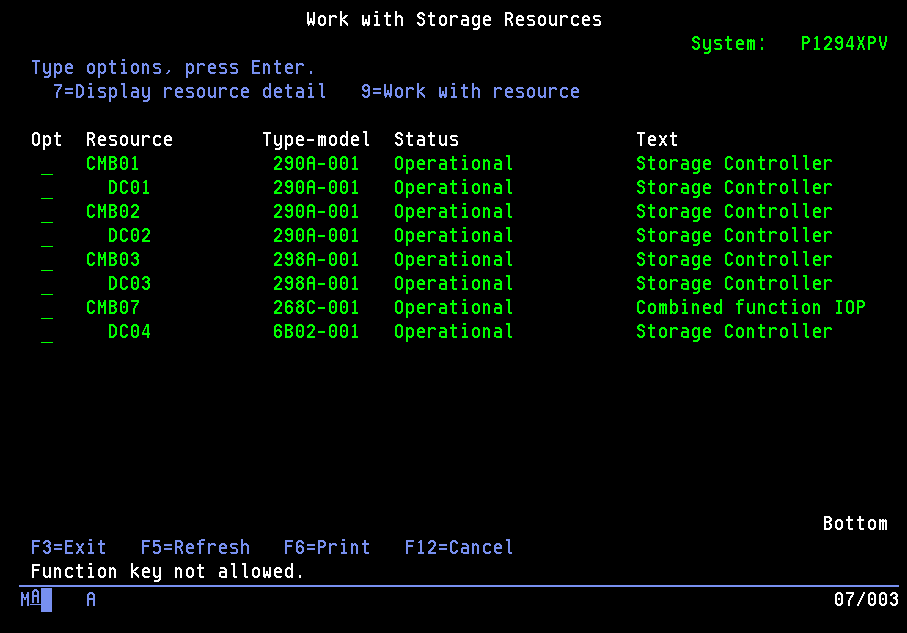 Work with Storage Resources
System:   P1294XPV
Type options, press Enter.
  7=Display resource detail   9=Work with resource
Opt  Resource        Type-model  Status                Text
 _   CMB01            290A-001   Operational           Storage Controller
 _     DC01           290A-001   Operational           Storage Controller
 _   CMB02            290A-001   Operational           Storage Controller
 _     DC02           290A-001   Operational           Storage Controller
 _   CMB03            298A-001   Operational           Storage Controller
 _     DC03           298A-001   Operational           Storage Controller
 _   CMB07            268C-001   Operational           Combined function IOP
 _     DC04           6B02-001   Operational           Storage Controller
Bottom
F3=Exit   F5=Refresh   F6=Print   F12=Cancel
Function key not allowed.
MA    A    07/003